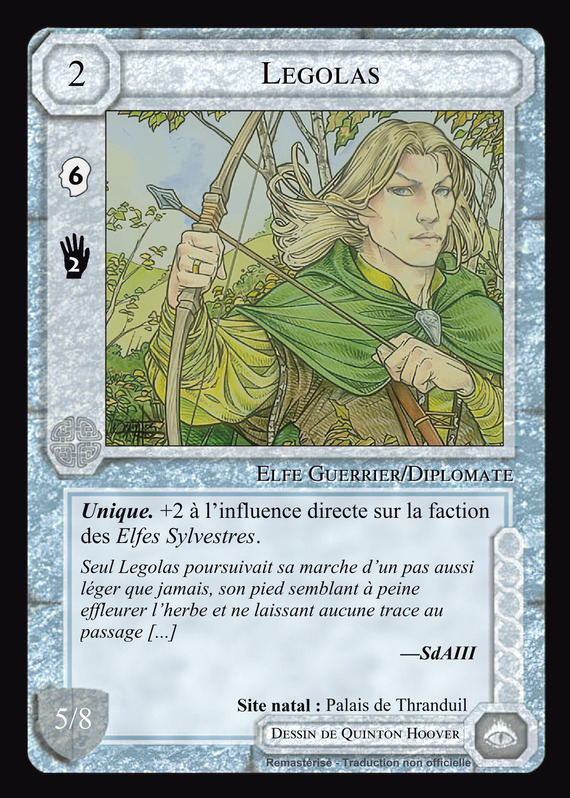 2
LEGOLAS
6
2
ELFE GUERRIER/DIPLOMATE
Unique. +2 à l’influence directe sur la faction
des Elfes Sylvestres.
Seul Legolas poursuivait sa marche d’un pas aussi
léger que jamais, son pied semblant à peine
effleurer l’herbe et ne laissant aucune trace au
passage [...]
—SdAIII
Site natal : Palais de Thranduil
5/8
DESSIN DE QUINTON HOOVER
Remastérisé - Traduction non officielle